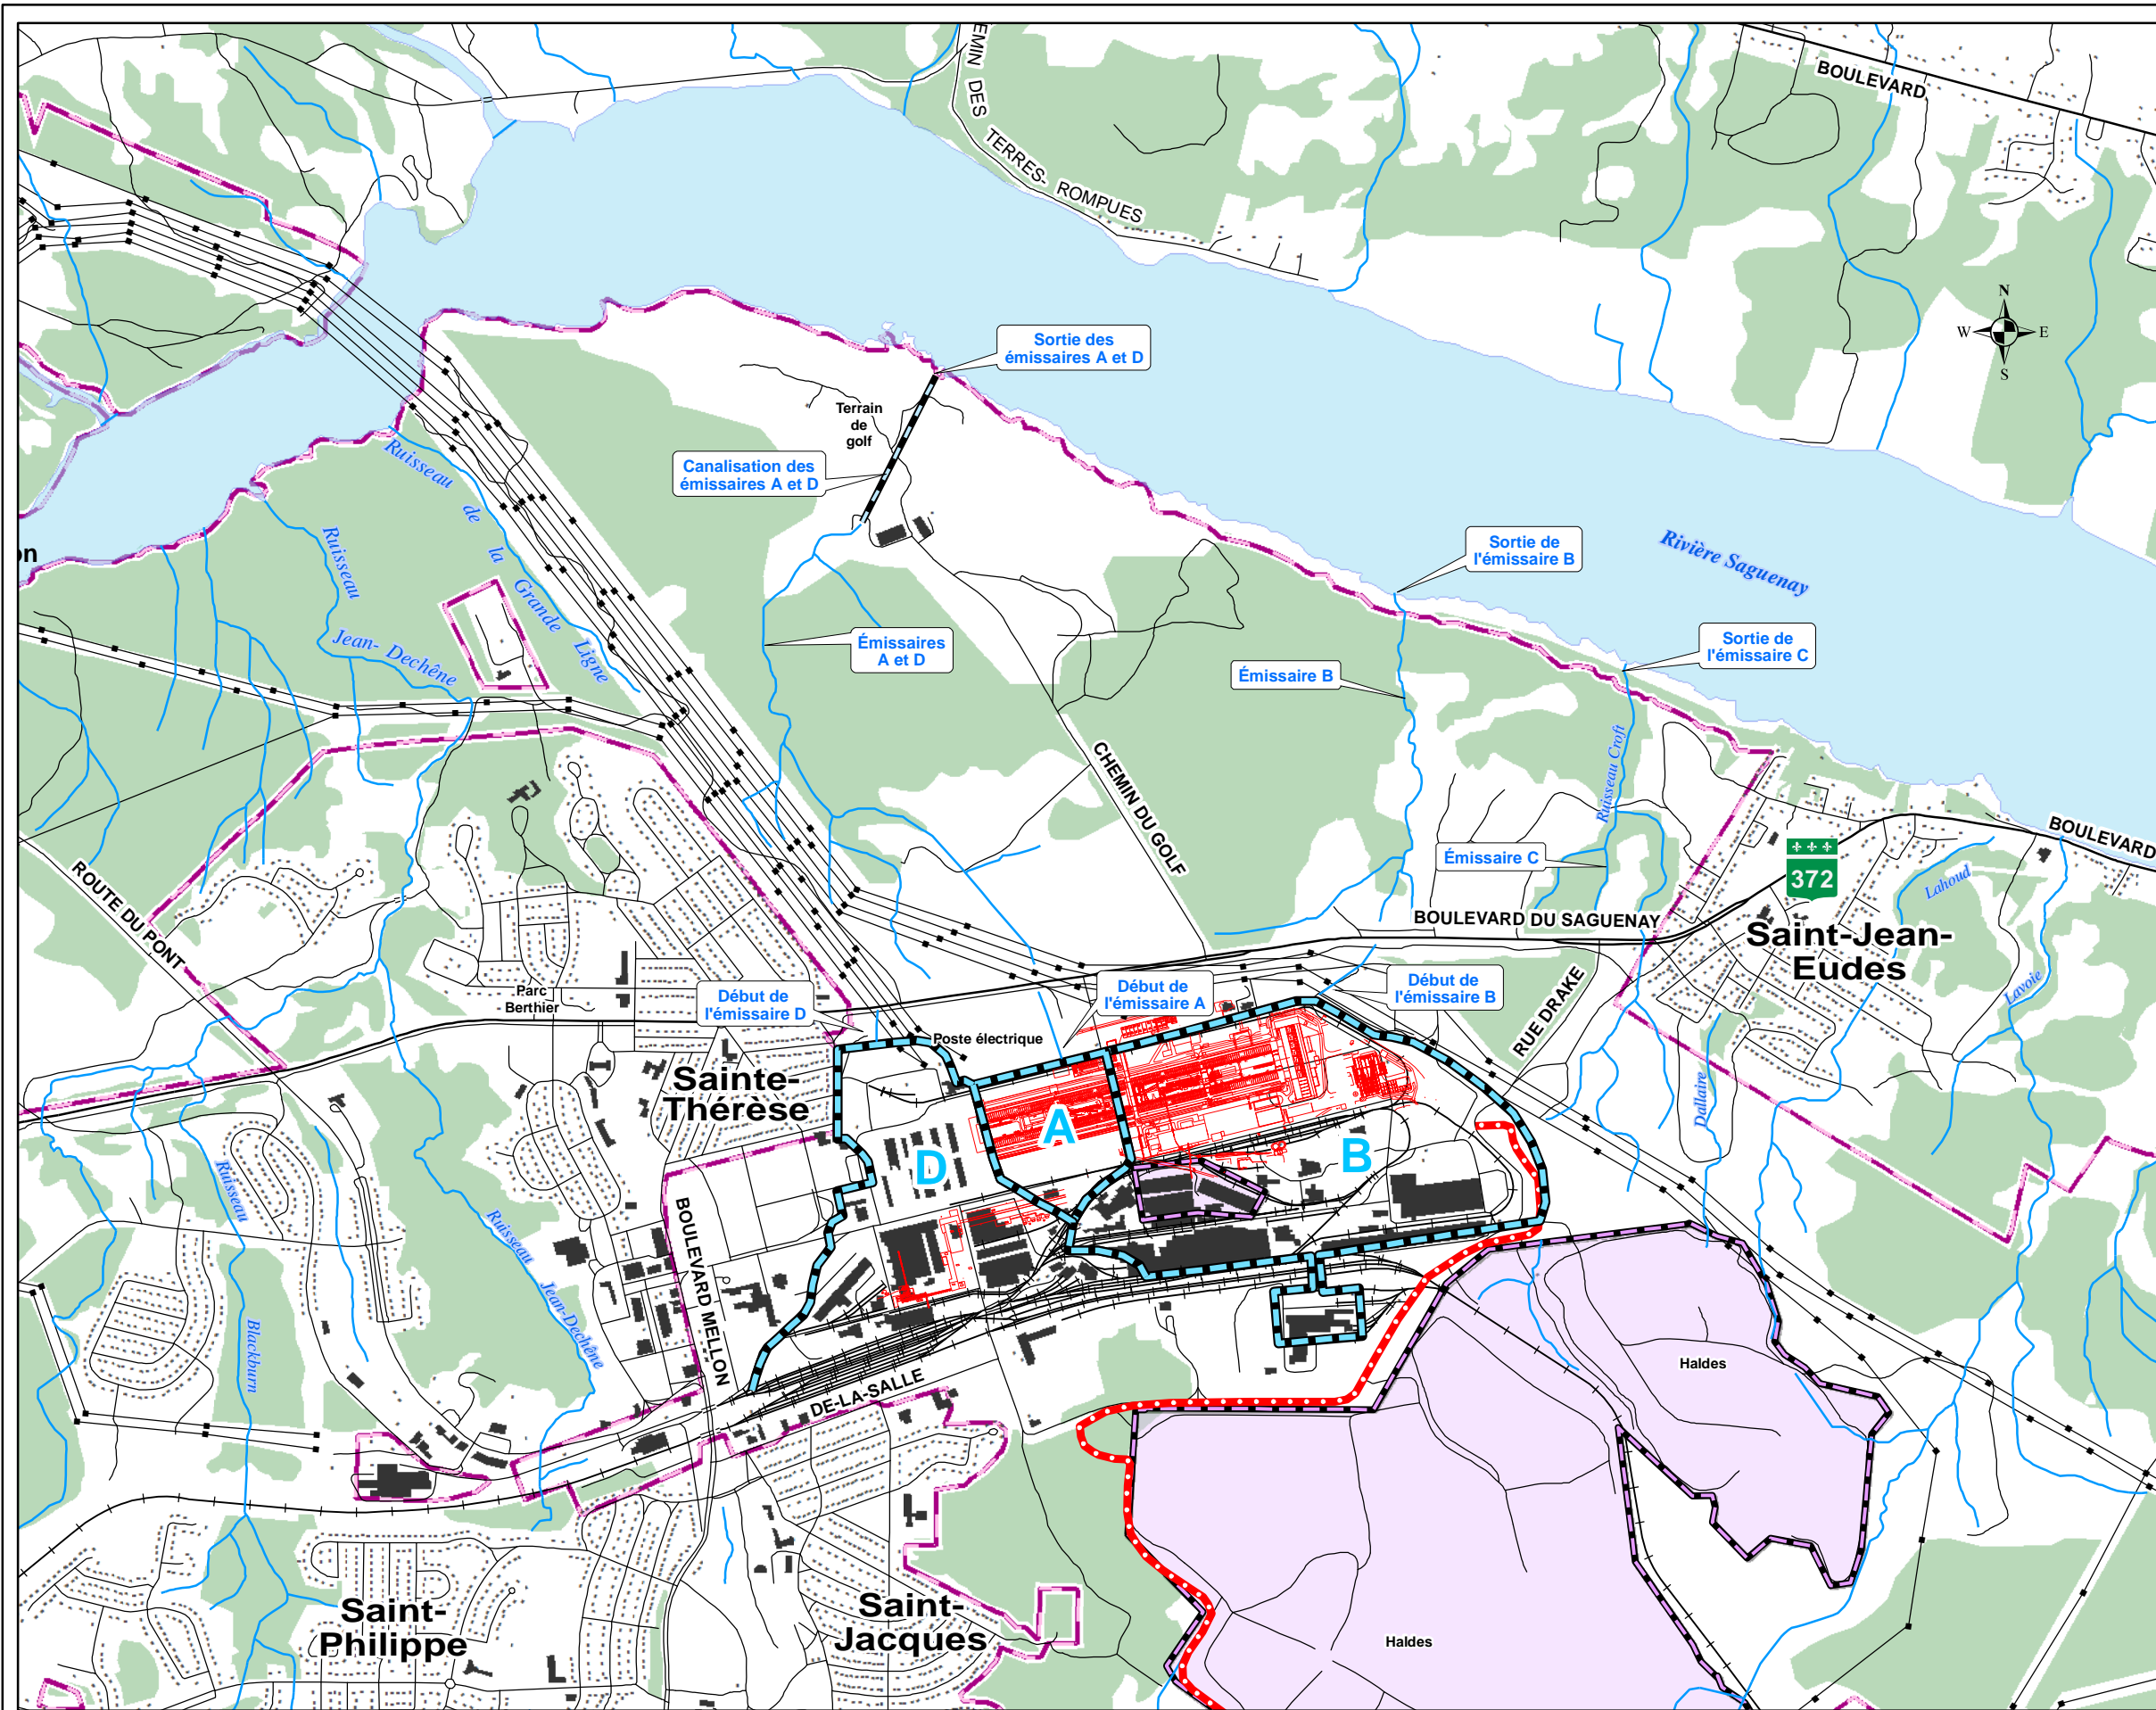 EMIN DES TERRES- ROMPUES
BOULEVARD
N
W
E
S
Sortie des
émissaires A et D
Terrain
de
golf
Canalisation des
émissaires A et D
Ruisseau de la Grande Ligne
Ruisseau
Jean- Dechêne
on
Sortie de
l'émissaire B
Rivière Saguenay
Émissaires
A et D
Sortie de
l'émissaire C
Émissaire B
Ruisseau Croft
CHEMIN DU GOLF
Émissaire C
372
BOULEVARD
Lahoud
ROUTE DU PONT
BOULEVARD DU SAGUENAY
Saint-Jean-
Eudes
Parc
Berthier
Début de
l'émissaire D
Début de
l'émissaire A
Début de
l'émissaire B
Lavoie
RUE DRAKE
Poste électrique
Sainte-
Thérèse
A
B
D
Dallaire
Ruisseau
Blackburn
Ruisseau Jean-Dechêne
BOULEVARD MELLON
DE-LA-SALLE
Haldes
Saint-
Philippe
Saint-
Jacques
Haldes